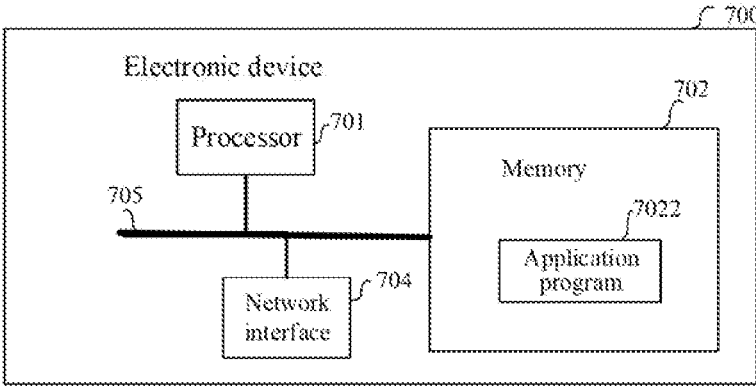 700
Electronic device
702
Processor
701
Memory
705
7022
Application
program
704
Network
interface